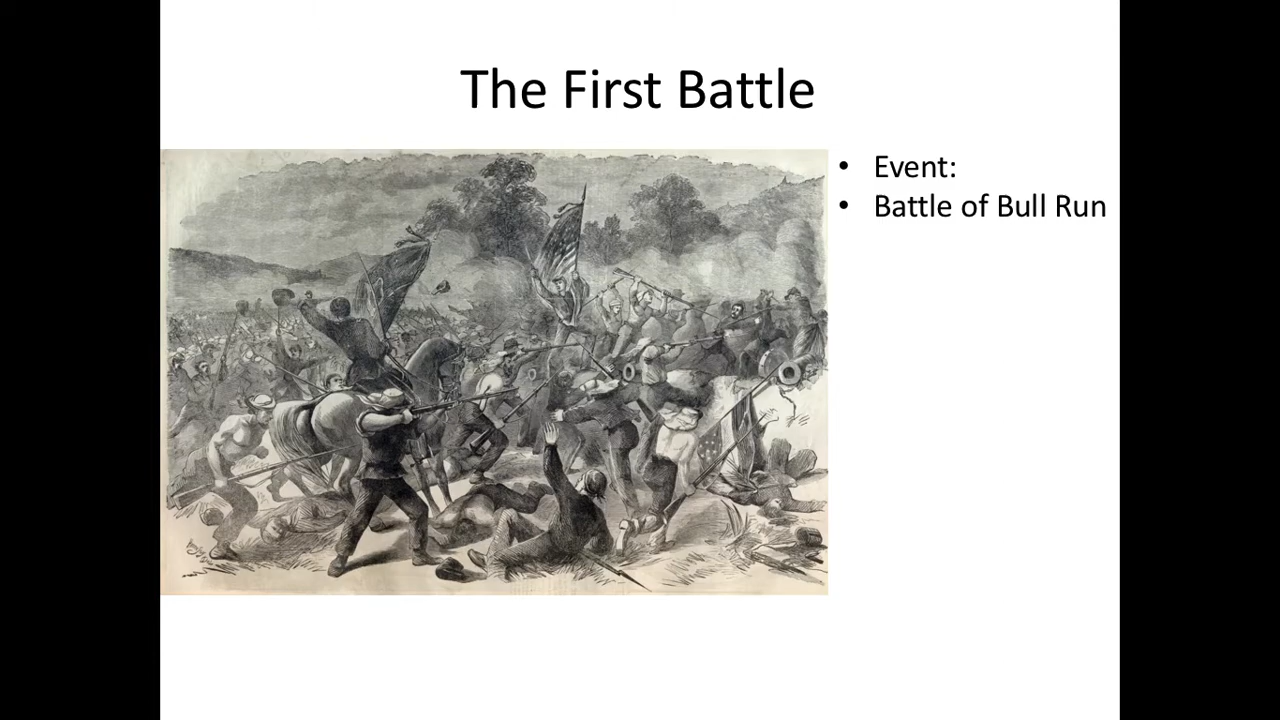 The First Battle
• Event:
• Battle of Bull Run